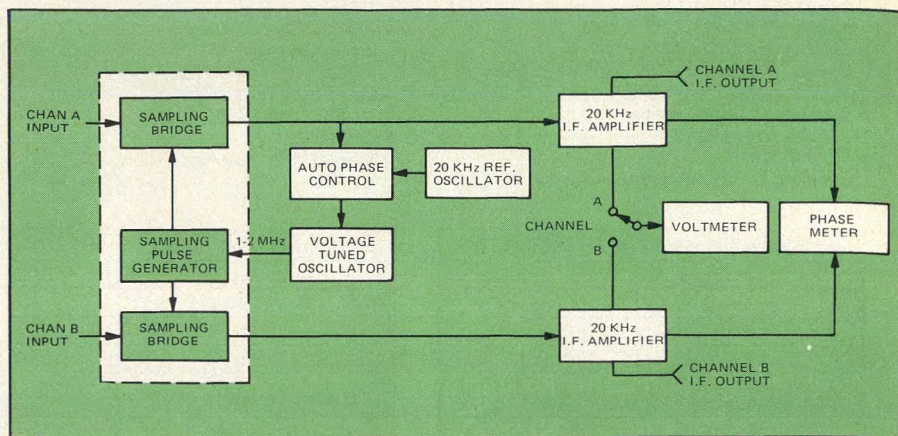 CHANNEL A
I.F. OUTPUT
CHAN A
INPUT
SAMPLING
BRIDGE
20 KHz
I.F. AMPLIFIER
AUTO PHASE
CONTROL
20 KHz REF.
OSCILLATOR
A
CHANNEL
B
VOLTMETER
PHASE
METER
SAMPLING
PULSE
GENERATOR
1-2 MHz
VOLTAGE
TUNED
OSCILLATOR
CHAN B
INPUT
SAMPLING
BRIDGE
20 KHz
I.F. AMPLIFIER
CHANNEL B
I.F. OUTPUT